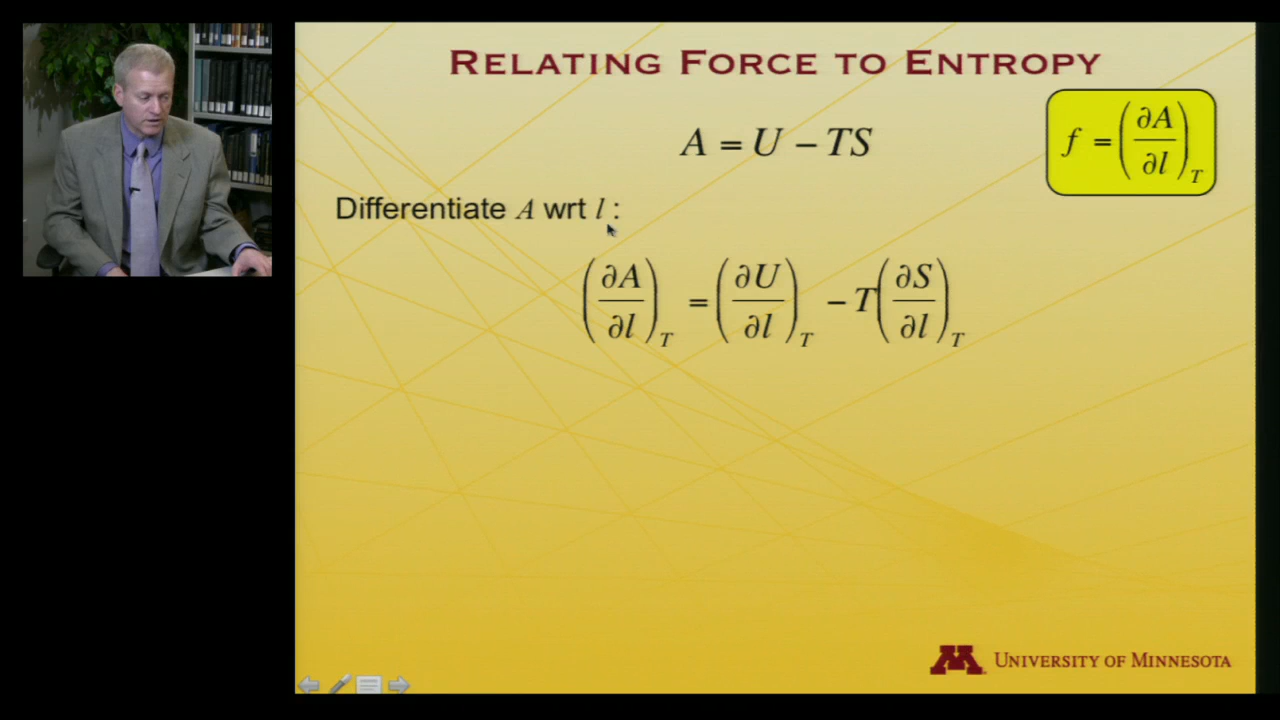 RELATING FORCE TO ENTROPY
A = U − TS
f = (∂A/∂l)_T
Differentiate A wrt l :
(∂A/∂l)_T = (∂U/∂l)_T − T(∂S/∂l)_T
M UNIVERSITY OF MINNESOTA